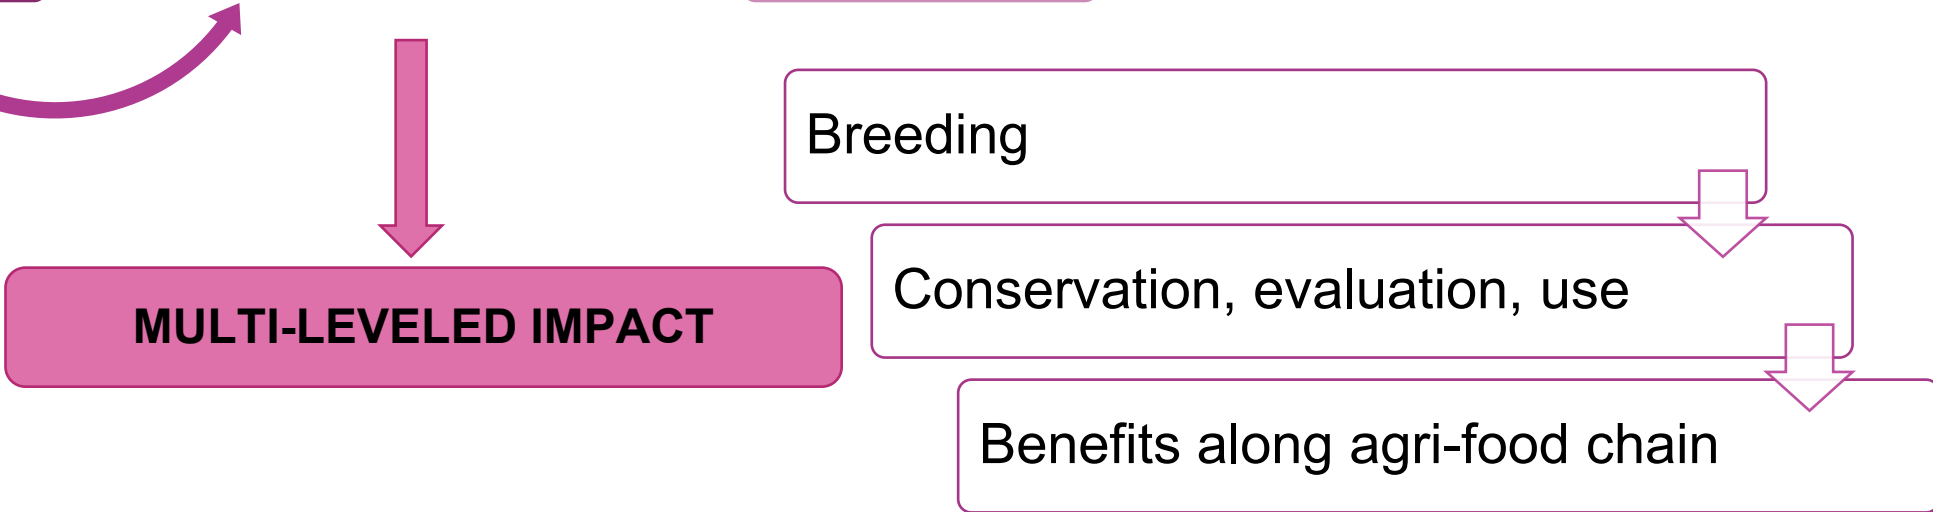 Breeding
Conservation, evaluation, use
MULTI-LEVELED IMPACT
Benefits along agri-food chain